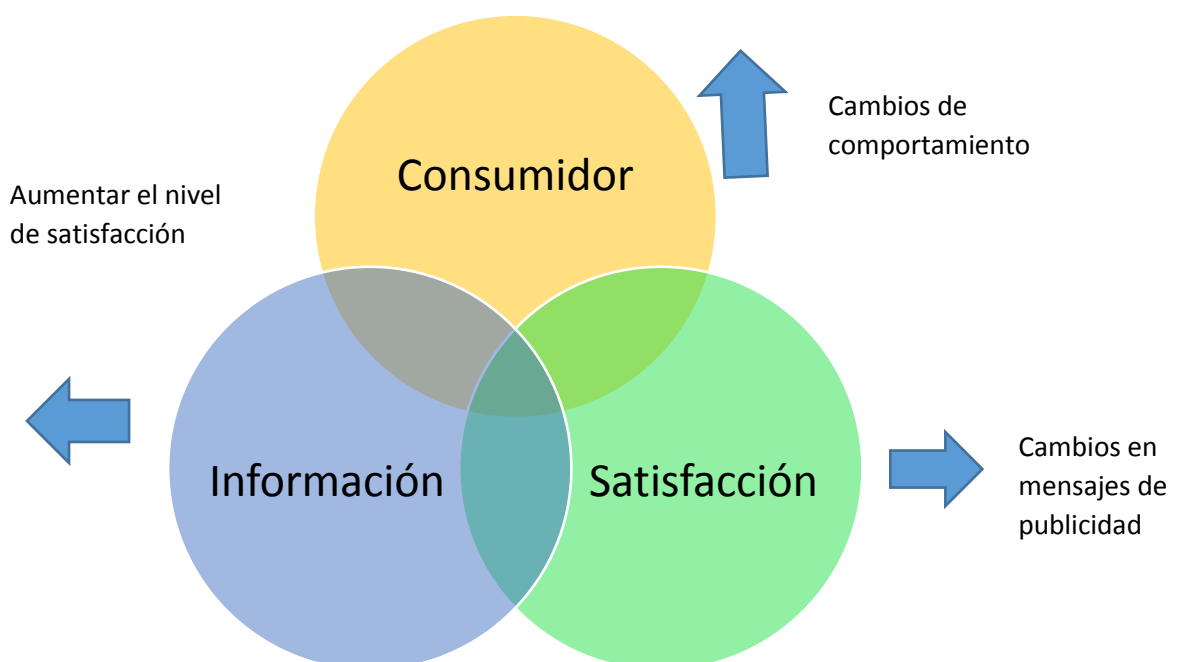 Cambios de
comportamiento
Consumidor
Aumentar el nivel
de satisfacción
Información
Satisfacción
Cambios en
mensajes de
publicidad